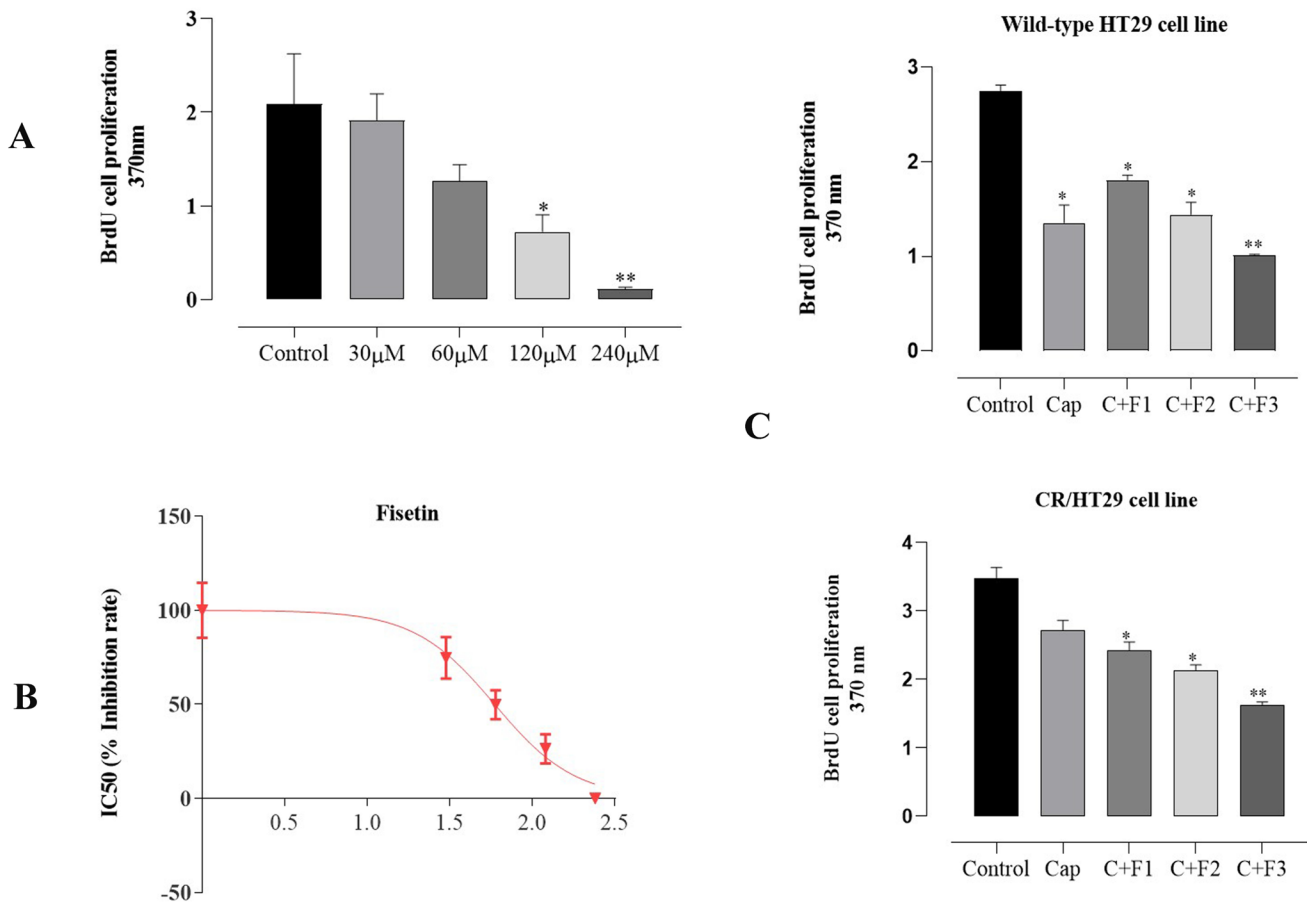 A
BrdU cell proliferation
370nm
3
2
1
0
*
**
Control 30μM 60μM 120μM 240μM
B
Fisetin
IC50 (% Inhibition rate)
150
100
50
0
-50
0.5 1.0 1.5 2.0 2.5
C
Wild-type HT29 cell line
BrdU cell proliferation
370 nm
3
2
1
0
* * * **
Control Cap C+F1 C+F2 C+F3
CR/HT29 cell line
BrdU cell proliferation
370 nm
4
3
2
1
0
* * **
Control Cap C+F1 C+F2 C+F3